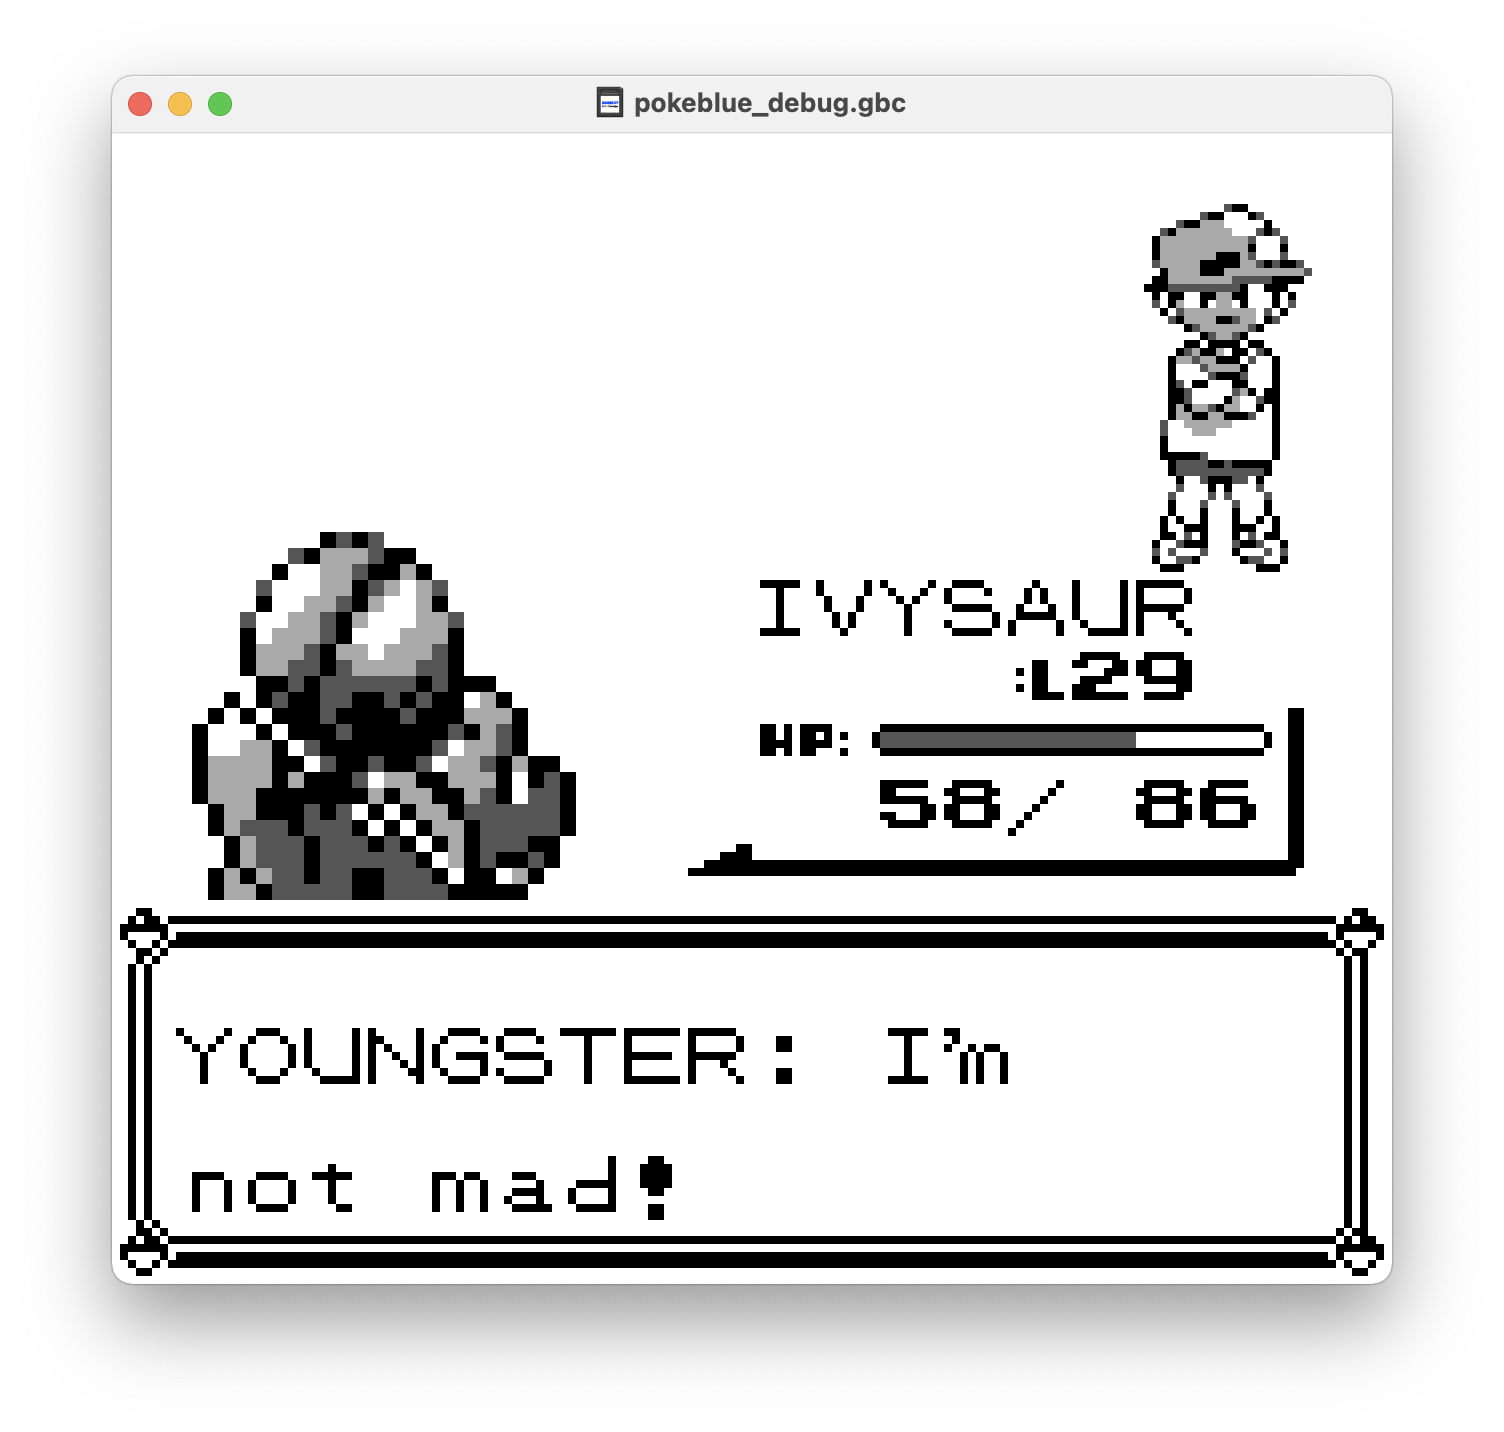 pokeblue_debug.gbc
IVYSAUR
:L29
HP:
58/ 86
YOUNGSTER: I'm
not mad!